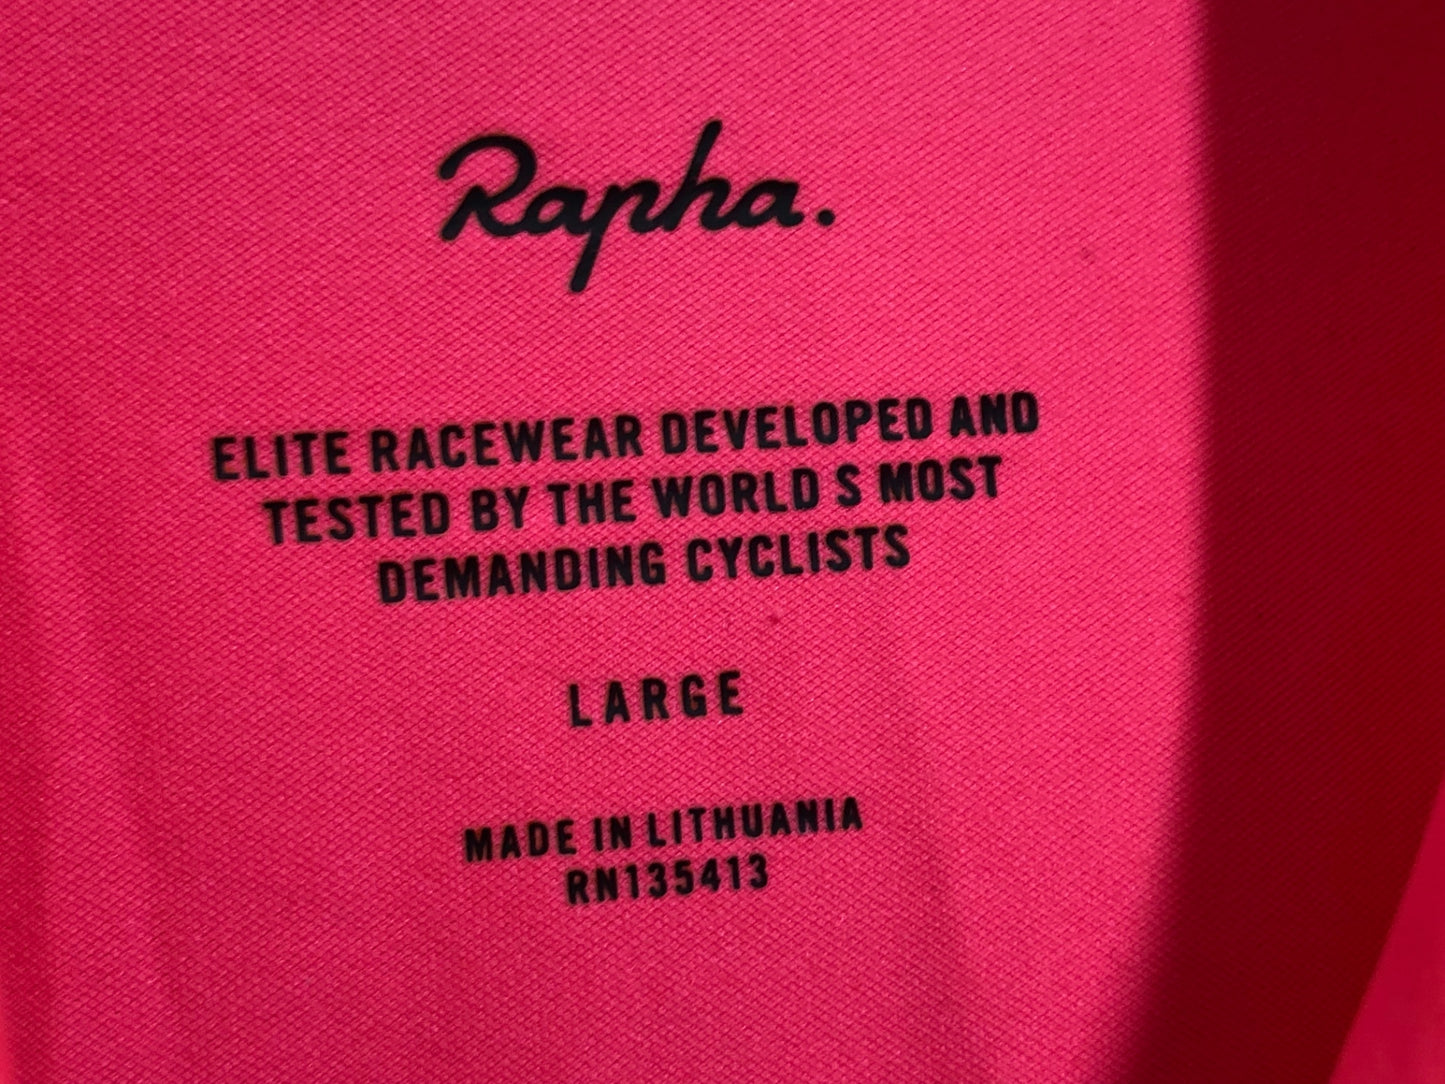 Rapha.
ELITE RACEWEAR DEVELOPED AND
TESTED BY THE WORLD S MOST
DEMANDING CYCLISTS
LARGE
MADE IN LITHUANIA
RN135413